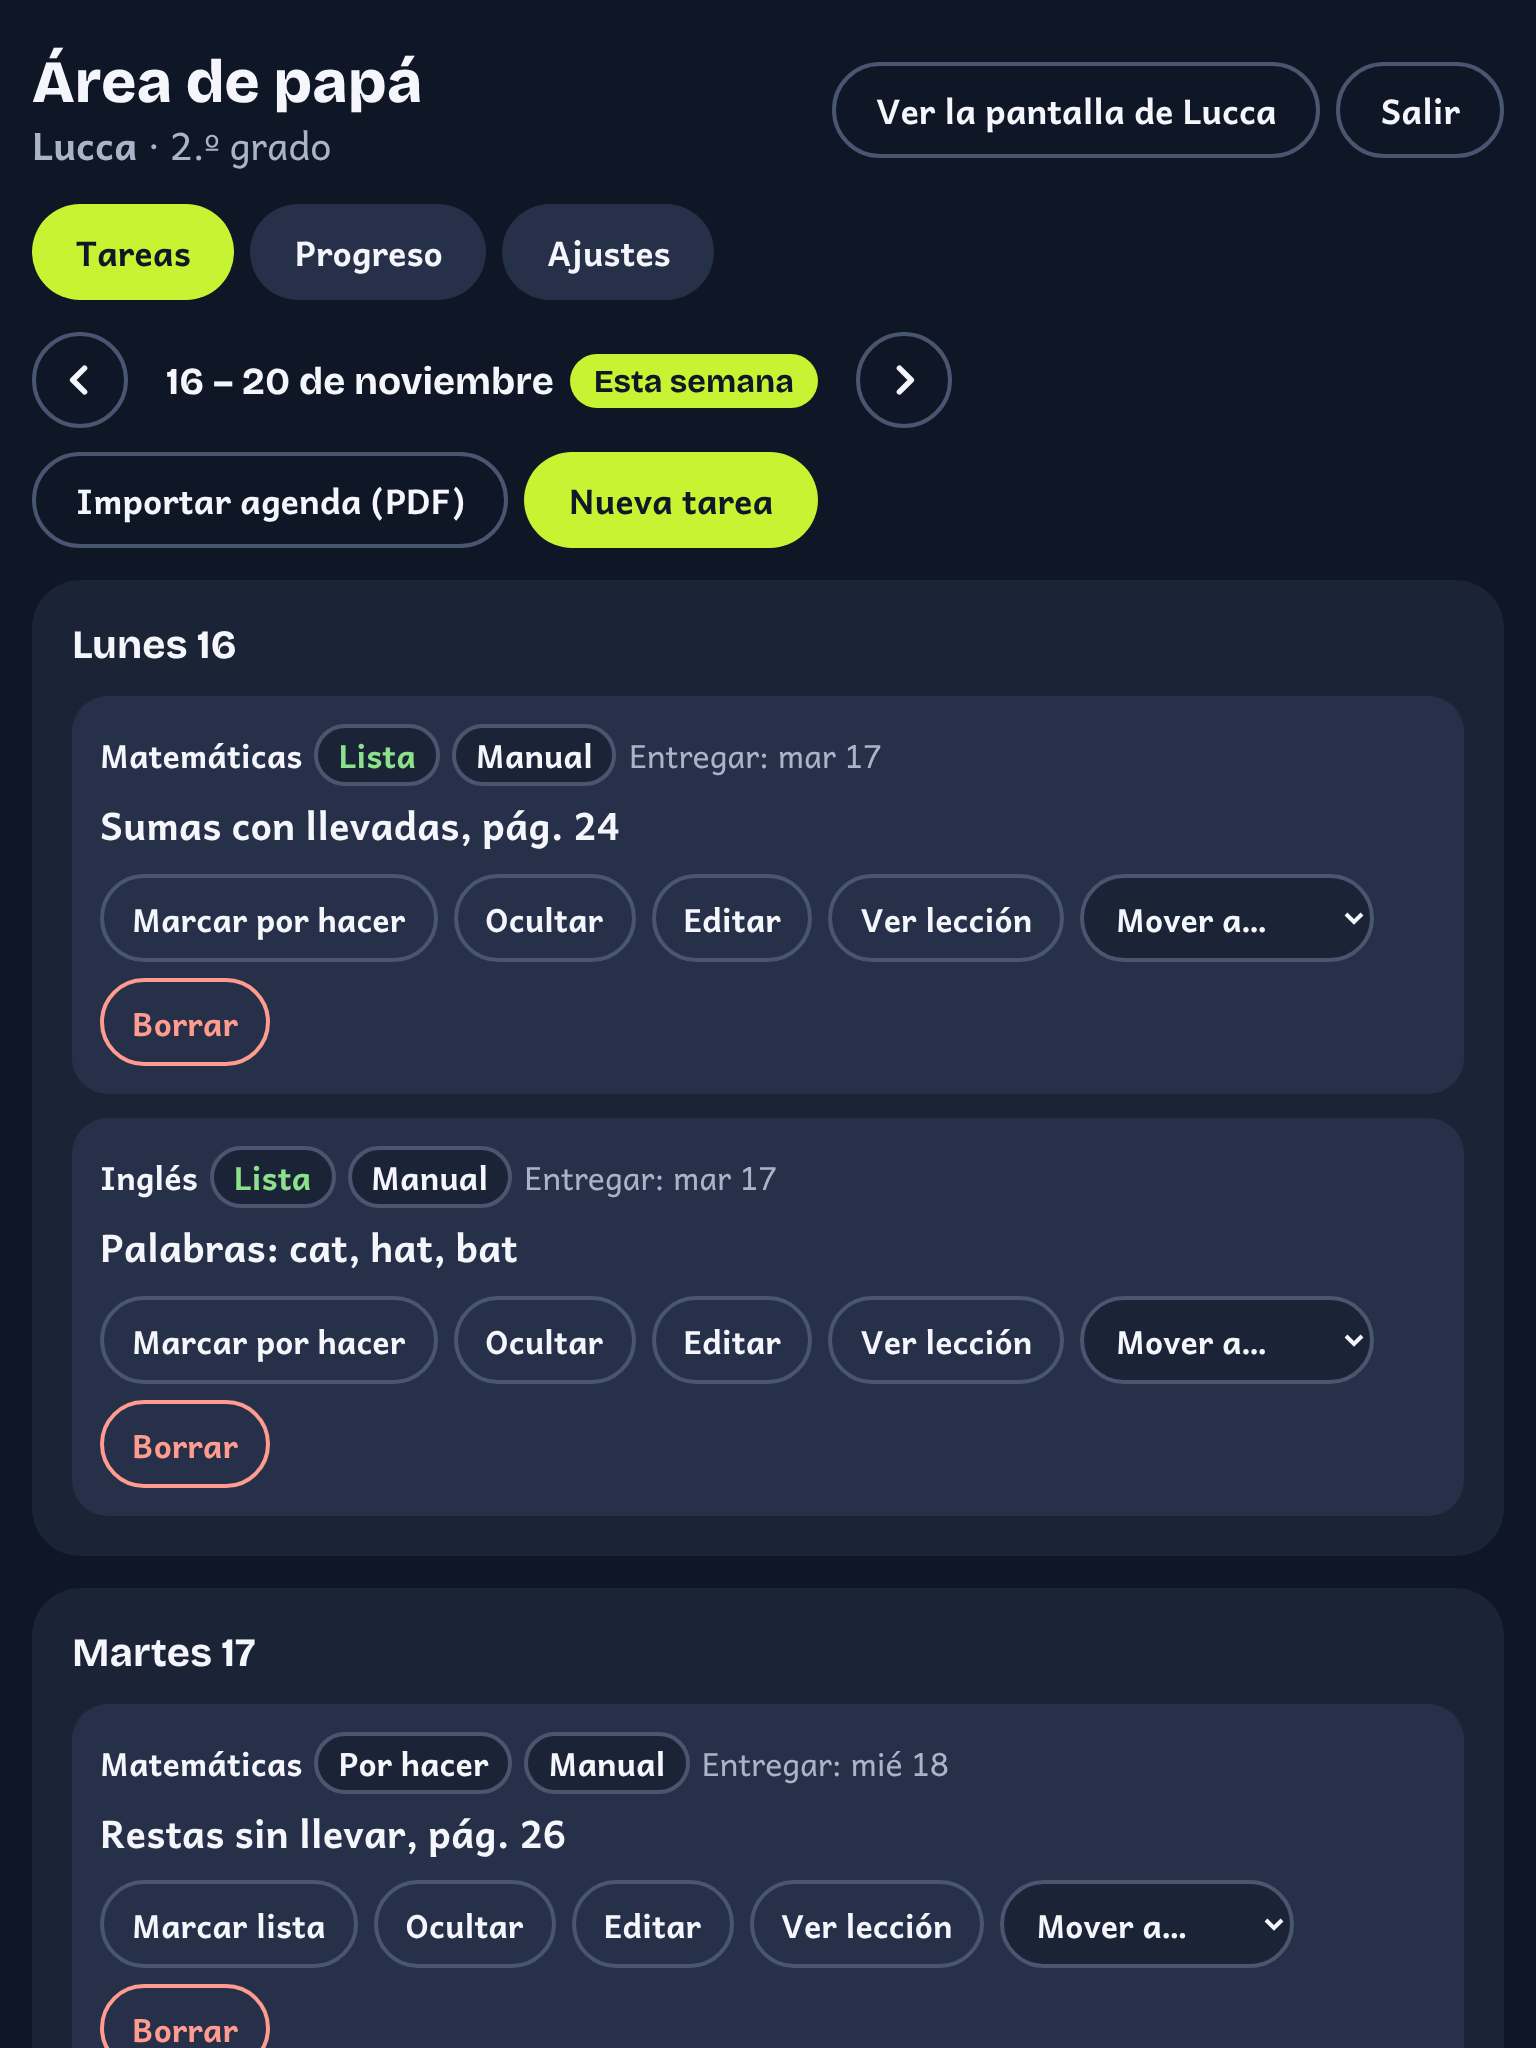 Área de papá
Lucca · 2.º grado
Ver la pantalla de Lucca
Salir
Tareas
Progreso
Ajustes
16 – 20 de noviembre
Esta semana
Importar agenda (PDF)
Nueva tarea
Lunes 16
Matemáticas Lista Manual Entregar: mar 17
Sumas con llevadas, pág. 24
Marcar por hacer Ocultar Editar Ver lección Mover a...
Borrar
Inglés Lista Manual Entregar: mar 17
Palabras: cat, hat, bat
Marcar por hacer Ocultar Editar Ver lección Mover a...
Borrar
Martes 17
Matemáticas Por hacer Manual Entregar: mié 18
Restas sin llevar, pág. 26
Marcar lista Ocultar Editar Ver lección Mover a...
Borrar